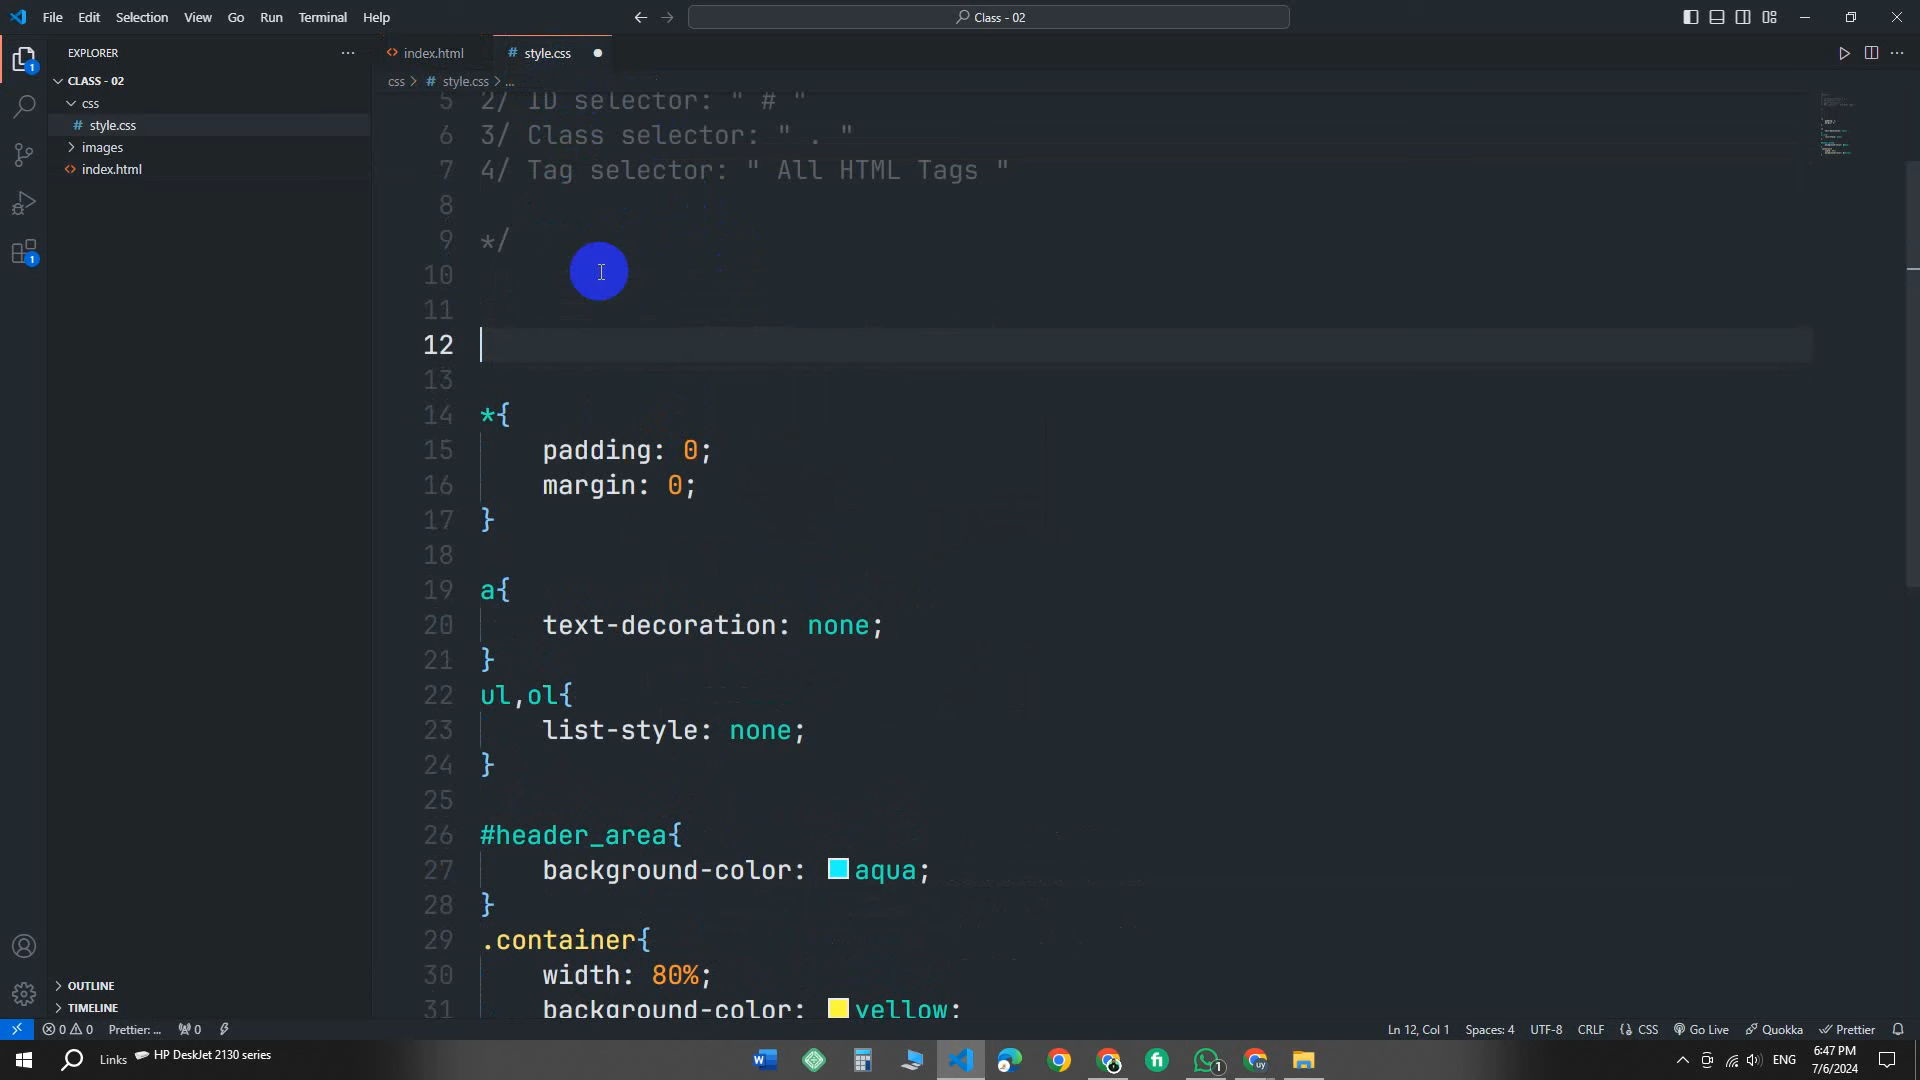 File Edit Selection View Go Run Terminal Help
Class - 02
EXPLORER
index.html
# style.css
CLASS - 02
css
# style.css
images
index.html
css > # style.css > ...
5 2/ ID selector: " # "
6 3/ Class selector: " . "
7 4/ Tag selector: " All HTML Tags "
8
9 */
10
11
12
13
14 *{
15 padding: 0;
16 margin: 0;
17 }
18
19 a{
20 text-decoration: none;
21 }
22 ul,ol{
23 list-style: none;
24 }
25
26 #header_area{
27 background-color: aqua;
28 }
29 .container{
30 width: 80%;
31 background-color: yellow;
OUTLINE
TIMELINE
0 0 Prettier: ... 0
Ln 12, Col 1 Spaces: 4 UTF-8 CRLF CSS Go Live Quokka Prettier
Links HP DeskJet 2130 series
ENG
6:47 PM
7/6/2024